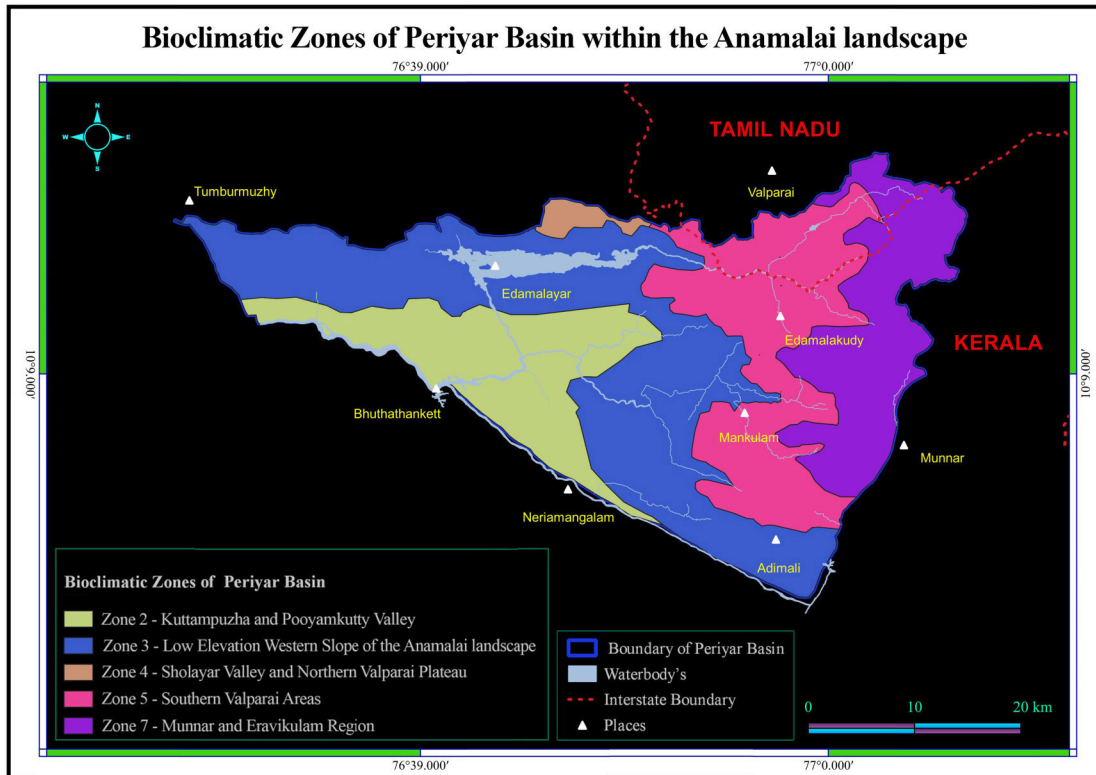 Bioclimatic Zones of Periyar Basin within the Anamalai landscape
76°39.000' 77°0.000'
N
W E
S
TAMIL NADU
Valparai
Tumburmuzhy
Edamalayar
Edamalakudy
KERALA
10°9.000' 10°9.000'
Bhuthathankett
Mankulam
Munnar
Neriamangalam
Adimali
Bioclimatic Zones of Periyar Basin
Zone 2 - Kuttampuzha and Pooyamkutty Valley
Zone 3 - Low Elevation Western Slope of the Anamalai landscape
Zone 4 - Sholayar Valley and Northern Valparai Plateau
Zone 5 - Southern Valparai Areas
Zone 7 - Munnar and Eravikulam Region
Boundary of Periyar Basin
Waterbody's
Interstate Boundary
Places
0 10 20 km
76°39.000' 77°0.000'